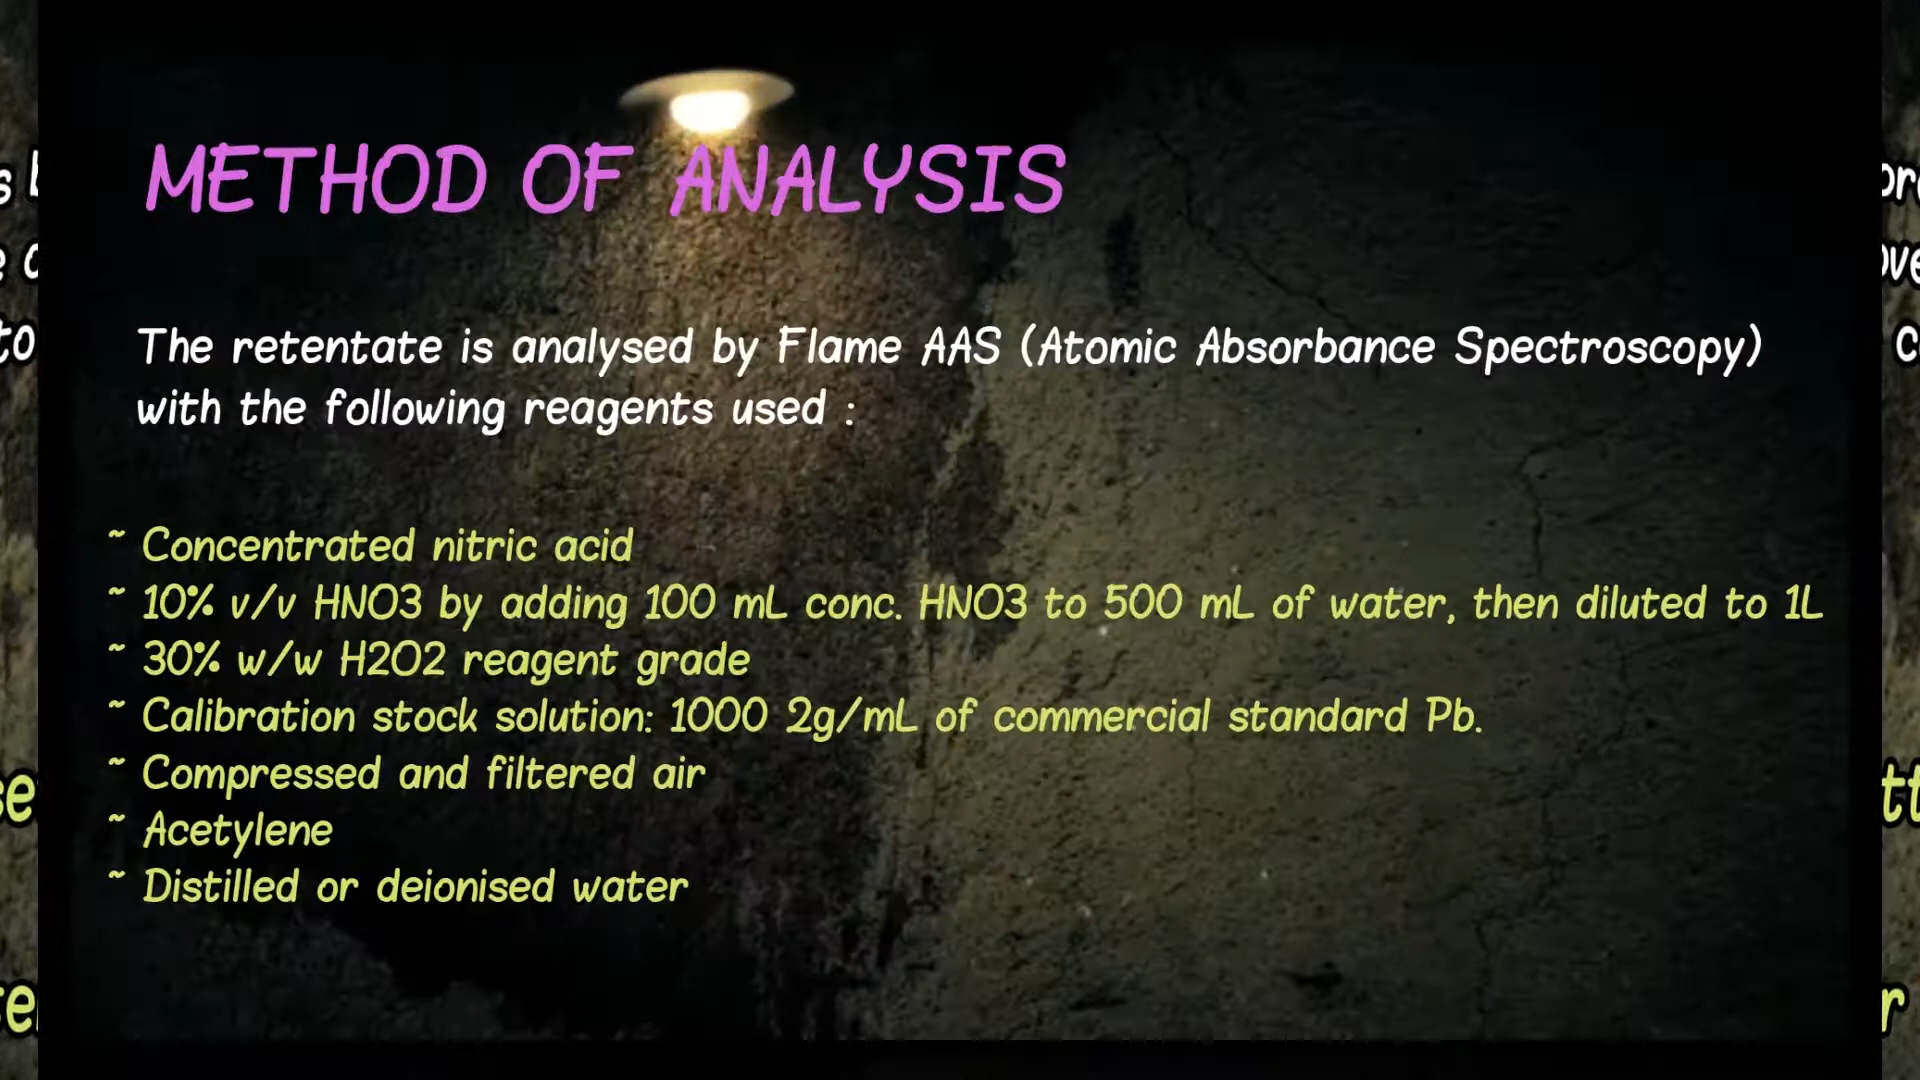 METHOD OF ANALYSIS
The retentate is analysed by Flame AAS (Atomic Absorbance Spectroscopy)
with the following reagents used :
~ Concentrated nitric acid
~ 10% v/v HNO3 by adding 100 mL conc. HNO3 to 500 mL of water, then diluted to 1L
~ 30% w/w H2O2 reagent grade
~ Calibration stock solution: 1000 2g/mL of commercial standard Pb.
~ Compressed and filtered air
~ Acetylene
~ Distilled or deionised water